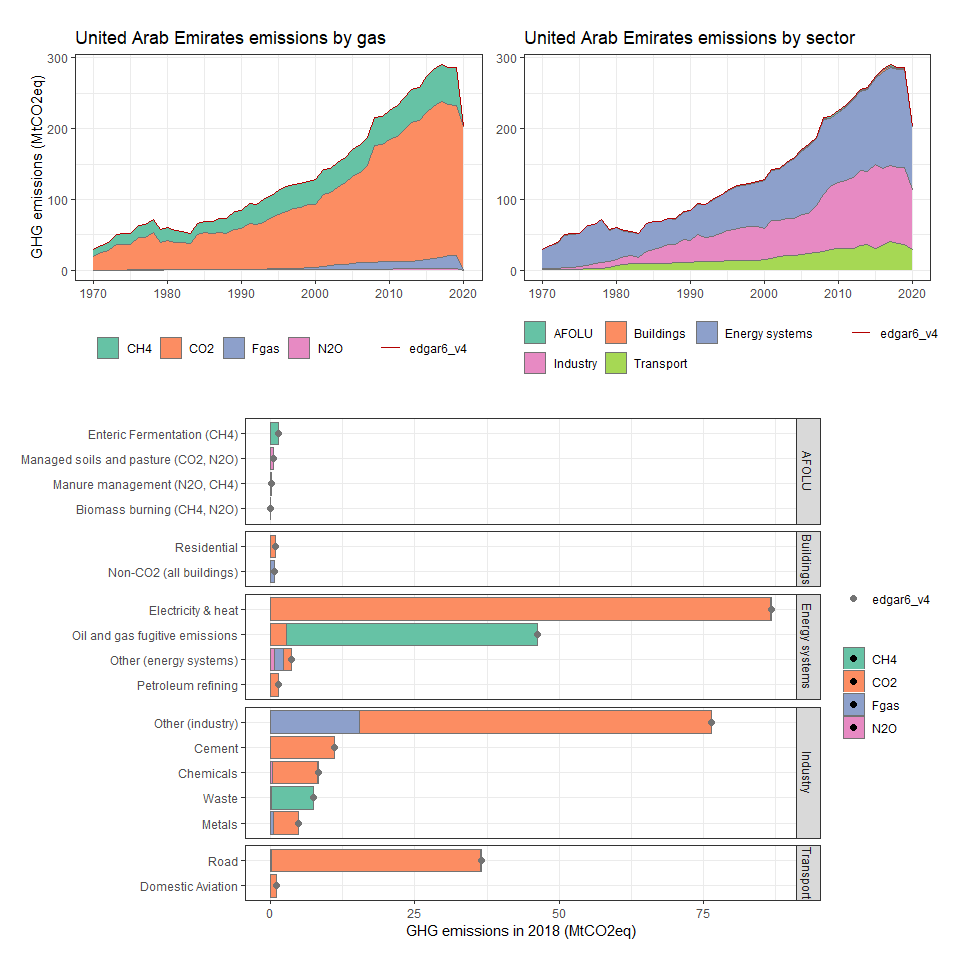 United Arab Emirates emissions by gas
GHG emissions (MtCO2eq)
300
200
100
0
1970 1980 1990 2000 2010 2020
CH4 CO2 Fgas N2O edgar6_v4
United Arab Emirates emissions by sector
300
200
100
0
1970 1980 1990 2000 2010 2020
AFOLU Buildings Energy systems edgar6_v4
Industry Transport
Enteric Fermentation (CH4)
Managed soils and pasture (CO2, N2O)
Manure management (N2O, CH4)
Biomass burning (CH4, N2O)
AFOLU
Residential
Non-CO2 (all buildings)
Buildings
Electricity & heat
Oil and gas fugitive emissions
Other (energy systems)
Petroleum refining
Energy systems
Other (industry)
Cement
Chemicals
Waste
Metals
Industry
Road
Domestic Aviation
Transport
0 25 50 75
GHG emissions in 2018 (MtCO2eq)
edgar6_v4
CH4
CO2
Fgas
N2O